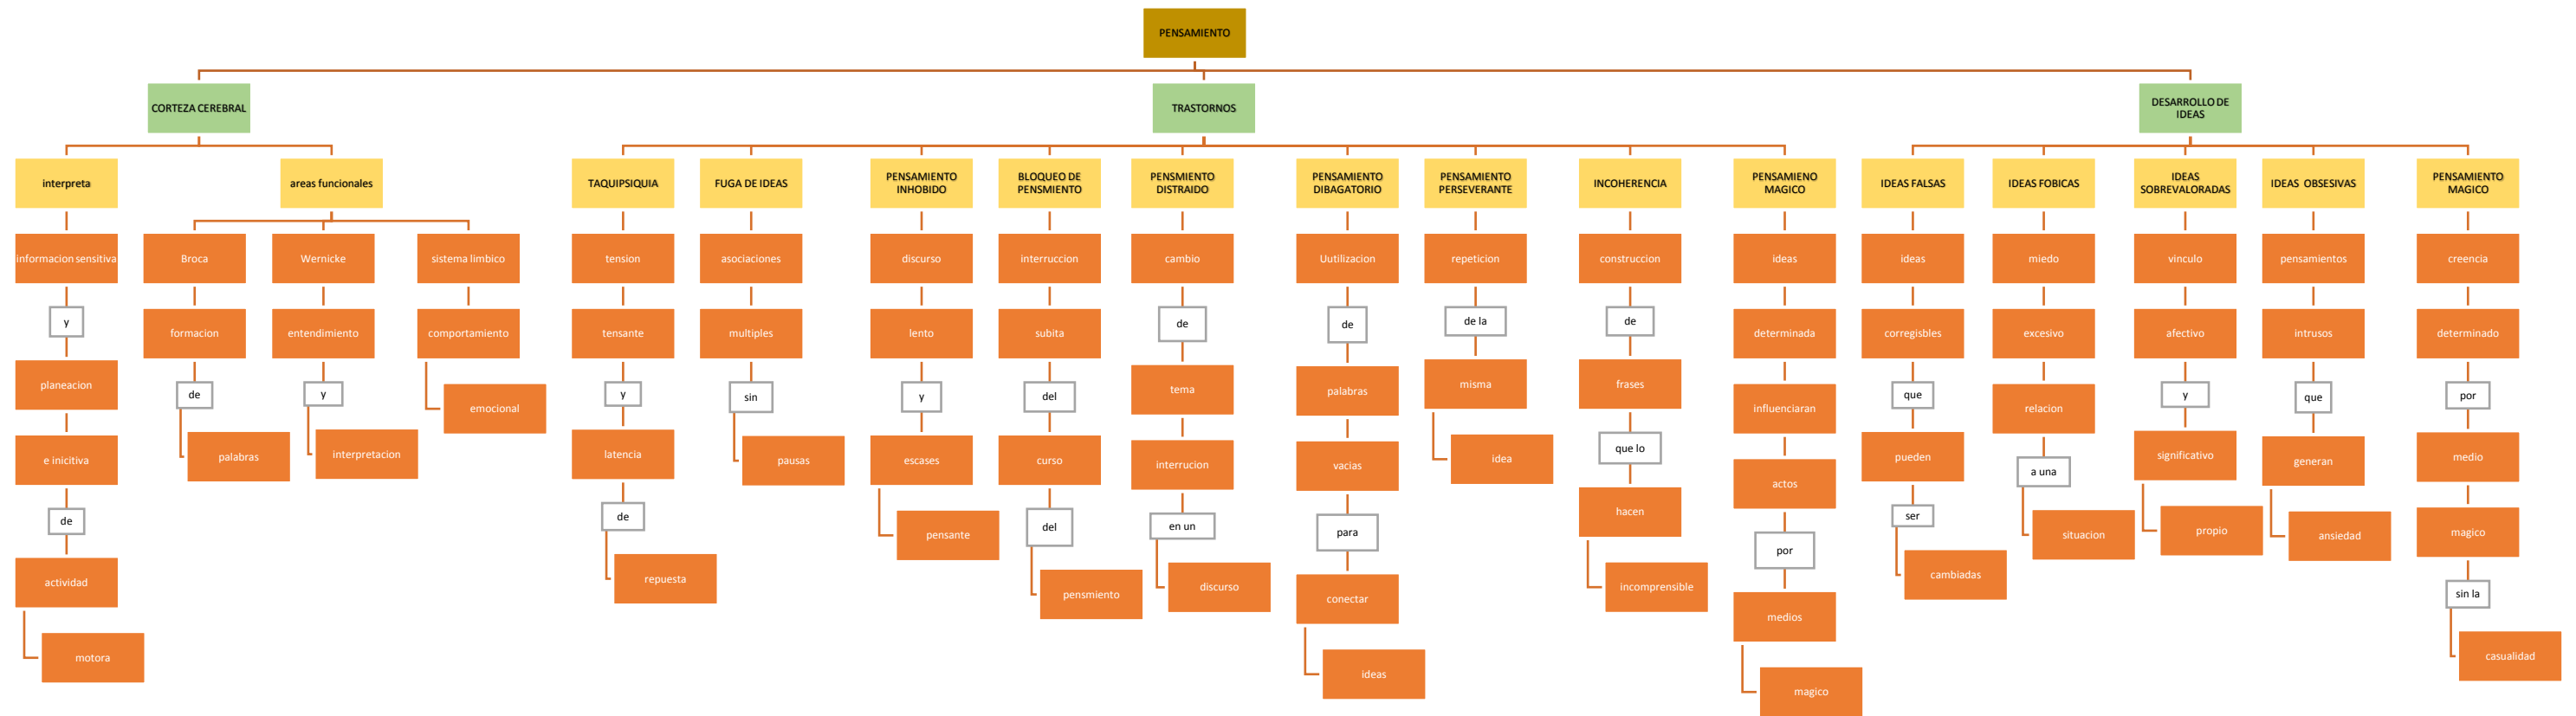 PENSAMIENTO
CORTEZA CEREBRAL
interpreta
informacion sensitiva
y
planeacion
e inicitiva
de
actividad
motora
areas funcionales
Broca
formacion
de
palabras
Wernicke
entendimiento
y
interpretacion
sistema limbico
comportamiento
emocional
TRASTORNOS
TAQUIPSIQUIA
tension
tensante
y
latencia
de
repuesta
FUGA DE IDEAS
asociaciones
multiples
sin
pausas
PENSAMIENTO
INHOBIDO
discurso
lento
y
escases
pensante
BLOQUEO DE
PENSMIENTO
interruccion
subita
del
curso
del
pensmiento
PENSMIENTO
DISTRAIDO
cambio
de
tema
interrucion
en un
discurso
PENSAMIENTO
DIBAGATORIO
Uutilizacion
de
palabras
vacias
para
conectar
ideas
PENSAMIENTO
PERSEVERANTE
repeticion
de la
misma
idea
INCOHERENCIA
construccion
de
frases
que lo
hacen
incomprensible
PENSAMIENO
MAGICO
ideas
determinada
influenciaran
actos
por
medios
magico
DESARROLLO DE
IDEAS
IDEAS FALSAS
ideas
corregisbles
que
pueden
ser
cambiadas
IDEAS FOBICAS
miedo
excesivo
relacion
a una
situacion
IDEAS
SOBREVALORADAS
vinculo
afectivo
y
significativo
propio
IDEAS OBSESIVAS
pensamientos
intrusos
que
generan
ansiedad
PENSAMIENTO
MAGICO
creencia
determinado
por
medio
magico
sin la
casualidad